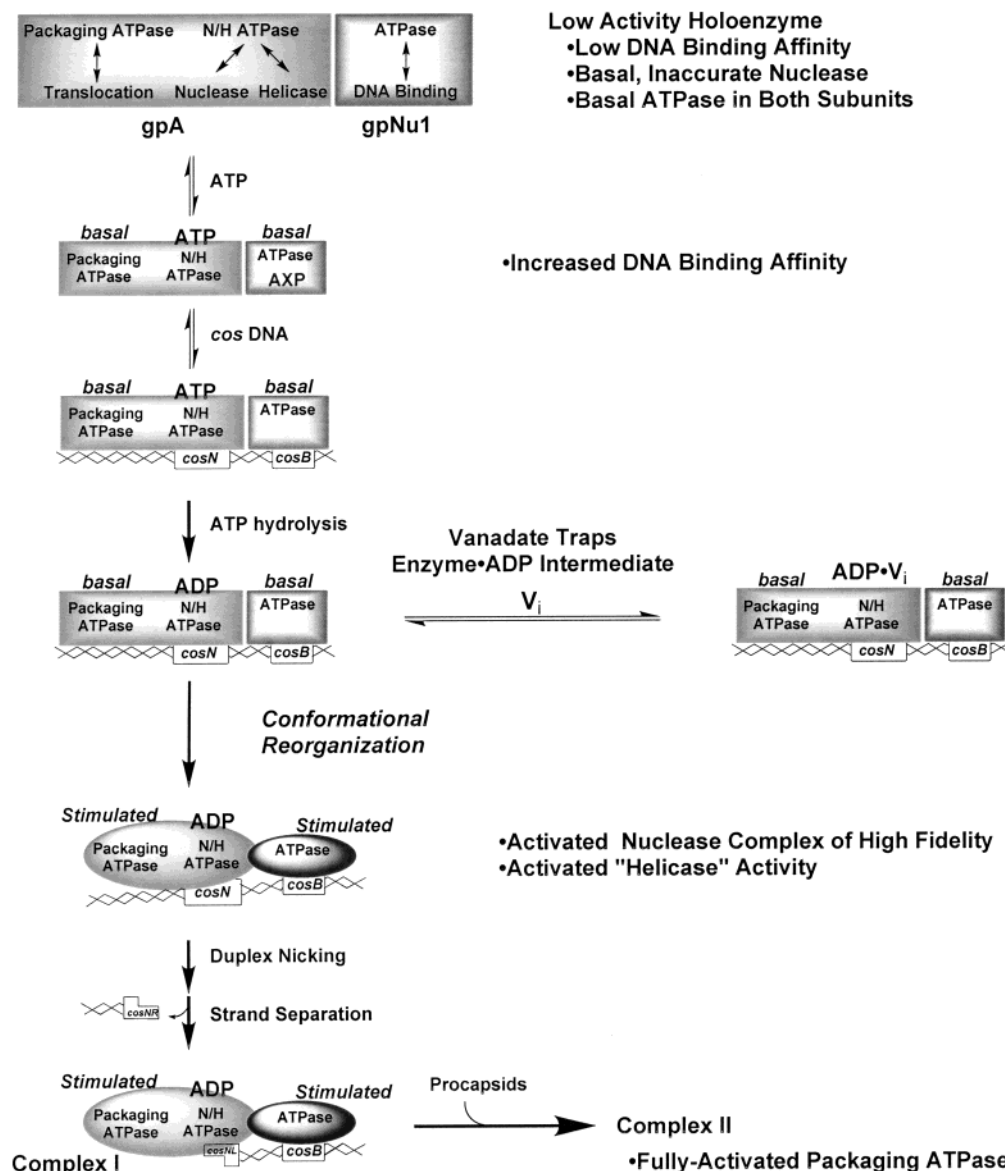 Packaging ATPase N/H ATPase
Translocation Nuclease Helicase
gpA
ATPase
DNA Binding
gpNu1
Low Activity Holoenzyme
•Low DNA Binding Affinity
•Basal, Inaccurate Nuclease
•Basal ATPase in Both Subunits
ATP
basal
ATP
basal
Packaging
ATPase
N/H
ATPase
ATPase
AXP
•Increased DNA Binding Affinity
cos DNA
basal
ATP
basal
Packaging
ATPase
N/H
ATPase
ATPase
cosN
cosB
ATP hydrolysis
basal
ADP
basal
Packaging
ATPase
N/H
ATPase
ATPase
cosN
cosB
Vanadate Traps
Enzyme•ADP Intermediate
Vi
basal
ADP•Vi
basal
Packaging
ATPase
N/H
ATPase
ATPase
cosN
cosB
Conformational
Reorganization
Stimulated
ADP
Stimulated
Packaging
ATPase
N/H
ATPase
ATPase
cosN
cosB
•Activated Nuclease Complex of High Fidelity
•Activated "Helicase" Activity
Duplex Nicking
cosNR
Strand Separation
Stimulated
ADP
Stimulated
Packaging
ATPase
N/H
ATPase
ATPase
cosNL
cosB
Complex I
Procapsids
Complex II
•Fully-Activated Packaging ATPase